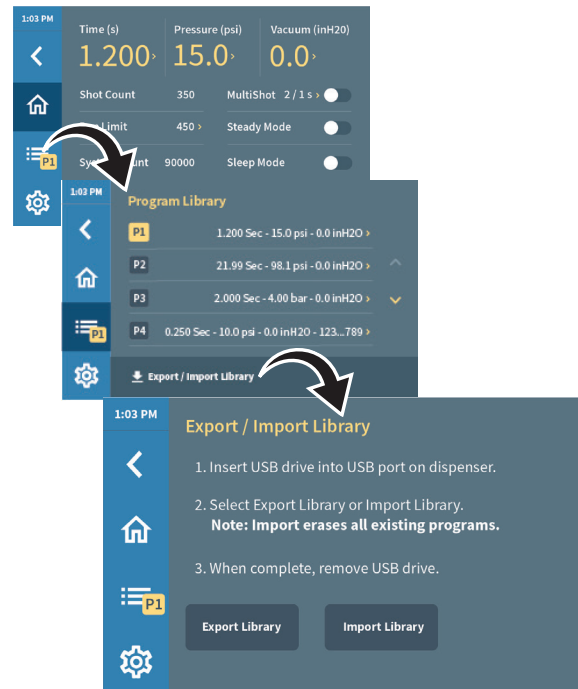 1:03 PM
Time (s) Pressure (psi) Vacuum (inH20)
1.200 › 15.0 › 0.0 ›
Shot Count 350 MultiShot 2 / 1 s ›
Limit 450 › Steady Mode
P1 90000 Sleep Mode
1:03 PM
Program Library
P1 1.200 Sec - 15.0 psi - 0.0 inH2O ›
P2 21.99 Sec - 98.1 psi - 0.0 inH2O ›
P3 2.000 Sec - 4.00 bar - 0.0 inH2O ›
P1 P4 0.250 Sec - 10.0 psi - 0.0 inH2O - 123...789 ›
Export / Import Library
1:03 PM
Export / Import Library
1. Insert USB drive into USB port on dispenser.
2. Select Export Library or Import Library.
Note: Import erases all existing programs.
3. When complete, remove USB drive.
P1
Export Library Import Library